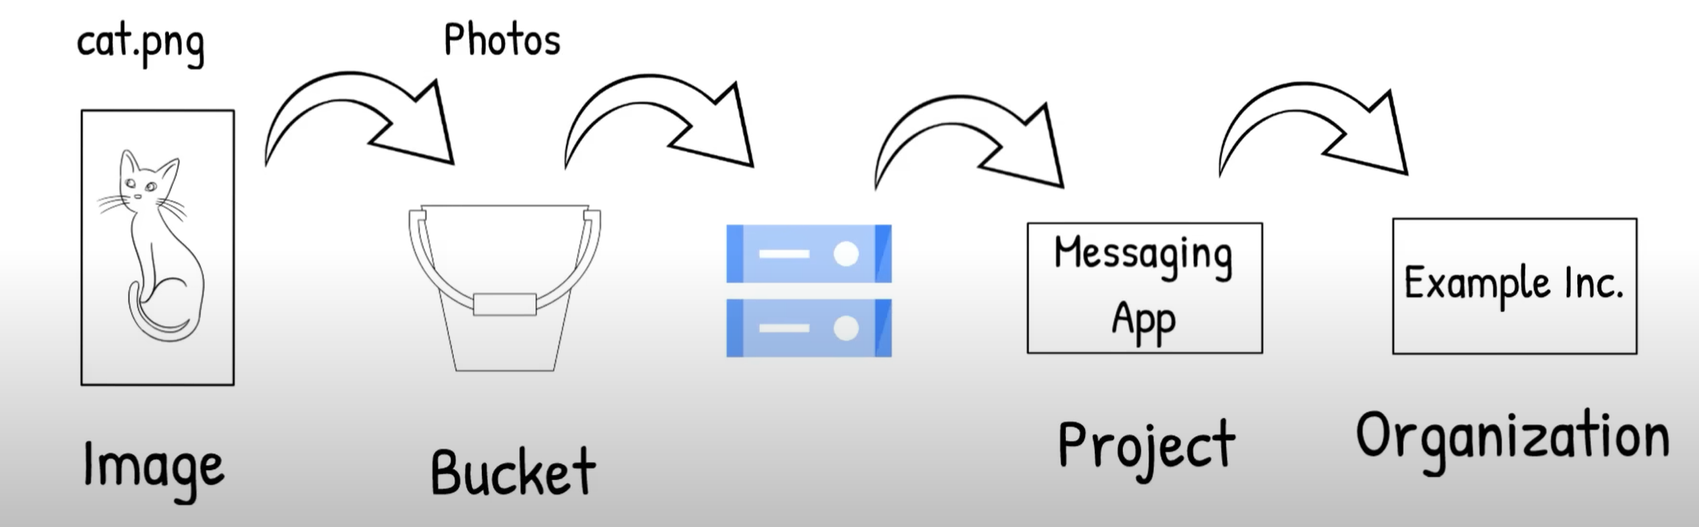 cat.png
Photos
Messaging
App
Example Inc.
Image
Bucket
Project
Organization